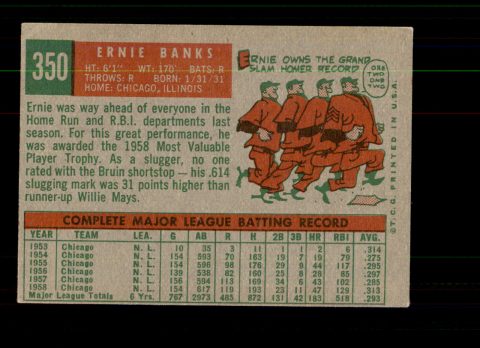 350
ERNIE BANKS
HT: 6'1" WT: 170' BATS: R
THROWS: R BORN: 1/31/31
HOME: CHICAGO, ILLINOIS
Ernie was way ahead of everyone in the
Home Run and R.B.I. departments last
season. For this great performance, he
was awarded the 1958 Most Valuable
Player Trophy. As a slugger, no one
rated with the Bruin shortstop — his .614
slugging mark was 31 points higher than
runner-up Willie Mays.
ERNIE OWNS THE GRAND
SLAM HOMER RECORD
ONE
TWO
ONE
TWO
© T.C.G. PRINTED IN U.S.A.
COMPLETE MAJOR LEAGUE BATTING RECORD
YEAR TEAM LEA. G AB R H 2B 3B HR RBI AVG.
1953 Chicago N. L. 10 35 3 11 1 1 2 6 .314
1954 Chicago N. L. 154 593 70 163 19 7 19 79 .275
1955 Chicago N. L. 154 596 98 176 29 9 44 117 .295
1956 Chicago N. L. 139 538 82 160 25 8 28 85 .297
1957 Chicago N. L. 156 594 113 169 34 6 43 102 .285
1958 Chicago N. L. 154 617 119 193 23 11 47 129 .313
Major League Totals 6 Yrs. 767 2973 485 872 131 42 183 518 .293